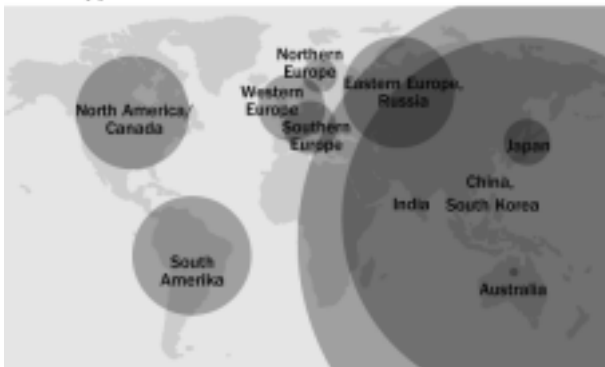 Northern
Europe
Western
Europe
Eastern Europe,
Russia
North America/
Canada
Southern
Europe
Japan
China,
South Korea
India
South
Amerika
Australia